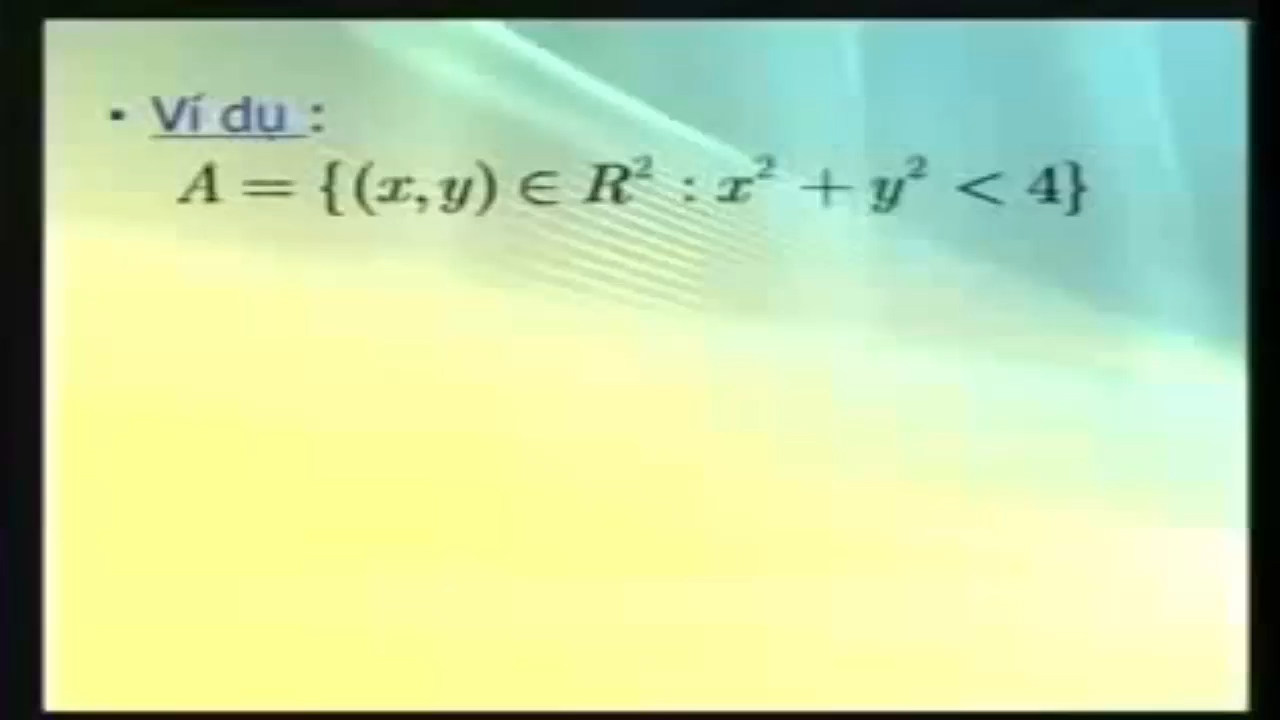 • Ví dụ :
A = {(x, y) ∈ R² : x² + y² < 4}